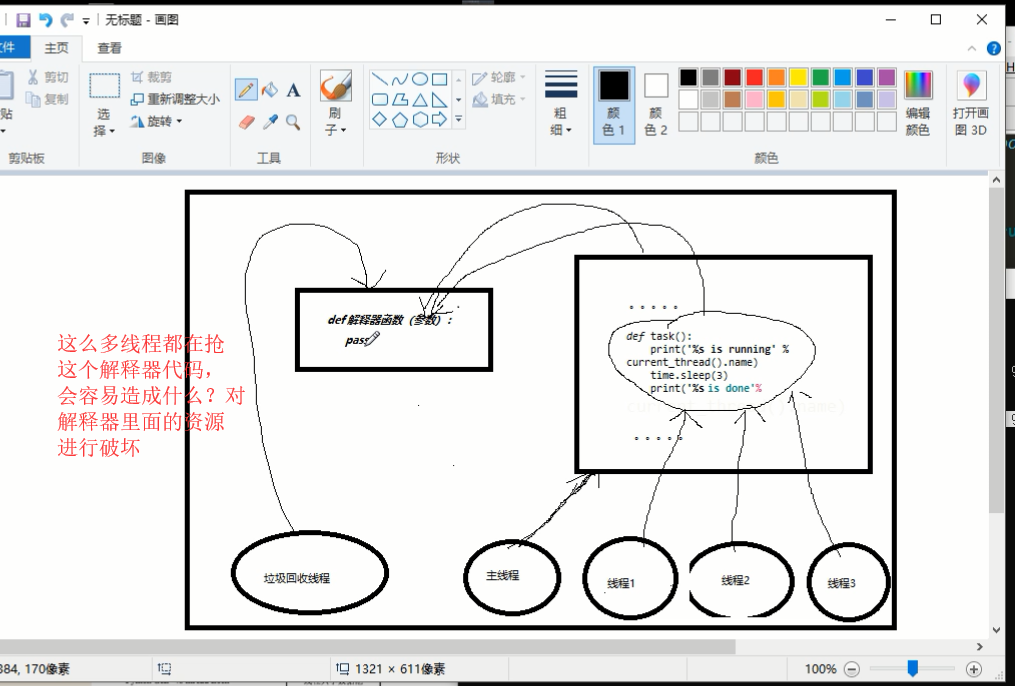 无标题 - 画图
文件 主页 查看
剪切
复制
剪贴板
选
择
裁剪
重新调整大小
旋转
图像
A
工具
刷
子
轮廓
填充
形状
粗
细
颜
色 1
颜
色 2
编辑
颜色
颜色
打开画
图 3D
def 解释器函数（参数）：
pass
这么多线程都在抢
这个解释器代码，
会容易造成什么？对
解释器里面的资源
进行破坏
def task():
print('%s is running' %
current_thread().name)
time.sleep(3)
print('%s is done'%
current_thread().name)
垃圾回收线程
主线程
线程1
线程2
线程3
384, 170像素
1321 × 611像素
100%